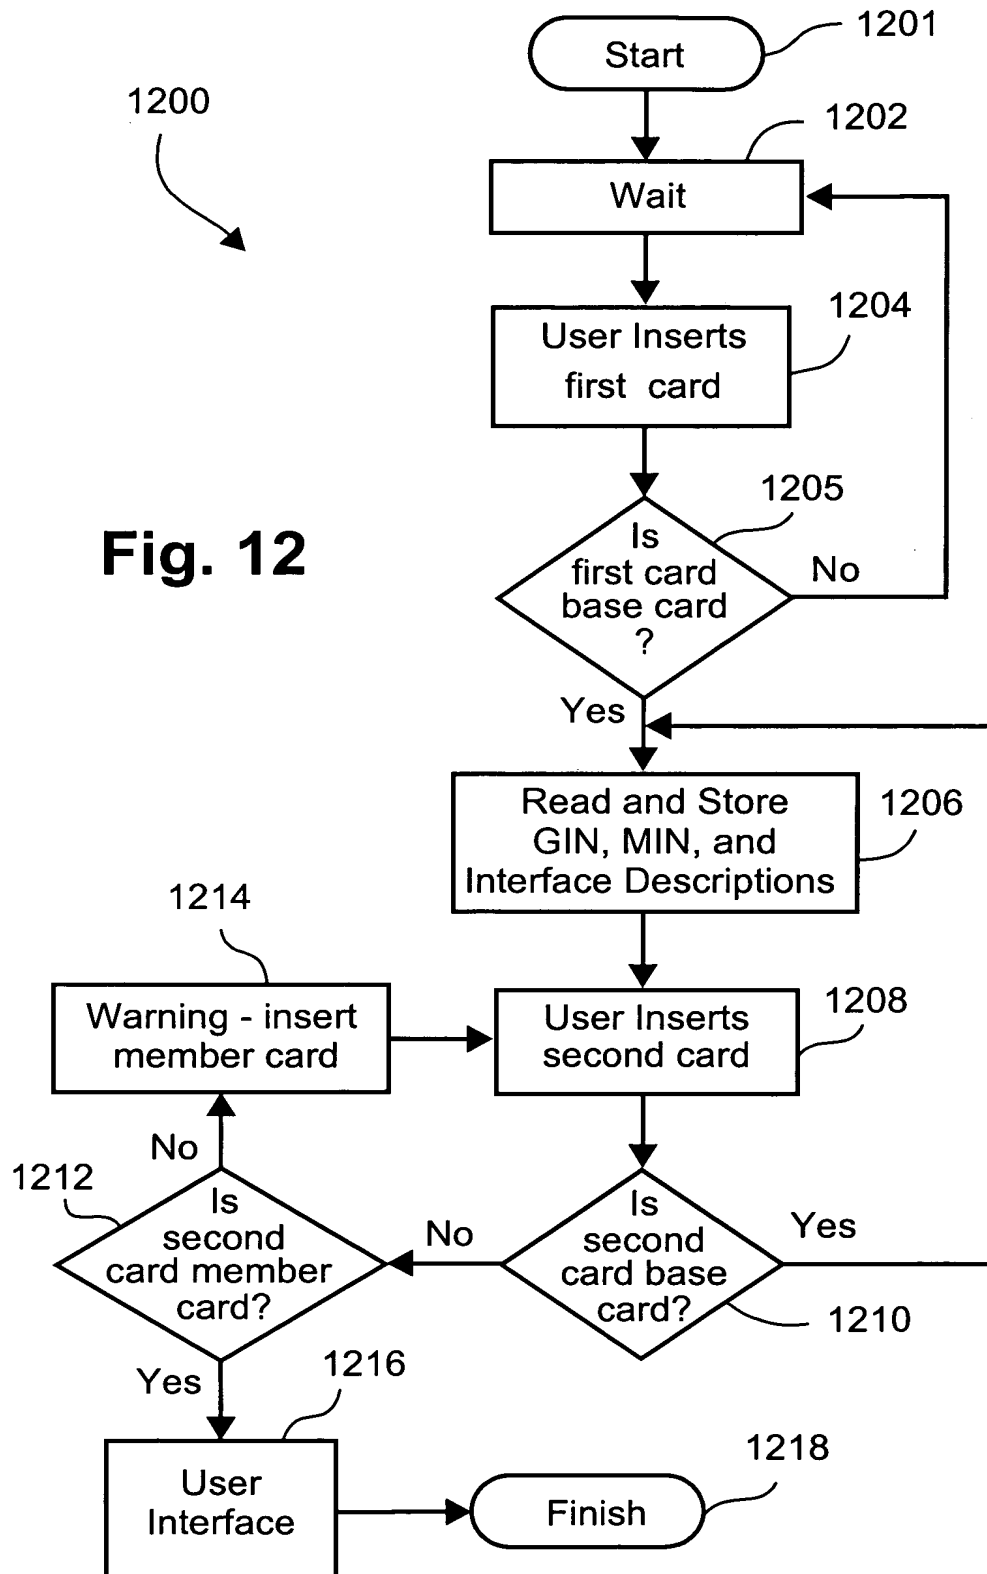 1201
Start
1200
1202
Wait
1204
User Inserts
first card
1205
Is
first card
base card
?
No
Fig. 12
Yes
Read and Store
GIN, MIN, and
Interface Descriptions
1206
1214
Warning - insert
member card
User Inserts
second card
1208
No
1212
Is
second
card member
card?
No
Is
second
card base
card?
Yes
1210
Yes
1216
User
Interface
1218
Finish